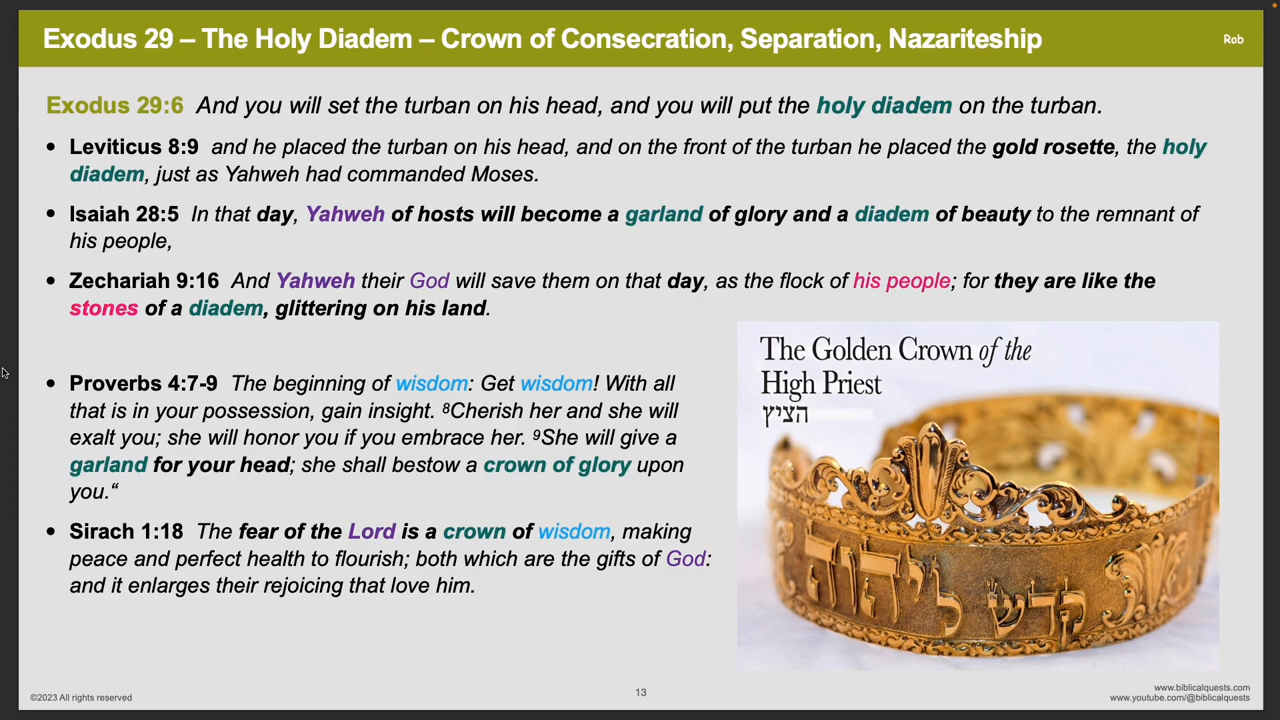 Exodus 29 – The Holy Diadem – Crown of Consecration, Separation, Nazariteship
Rob
Exodus 29:6 And you will set the turban on his head, and you will put the holy diadem on the turban.
• Leviticus 8:9 and he placed the turban on his head, and on the front of the turban he placed the gold rosette, the holy
diadem, just as Yahweh had commanded Moses.
• Isaiah 28:5 In that day, Yahweh of hosts will become a garland of glory and a diadem of beauty to the remnant of
his people,
• Zechariah 9:16 And Yahweh their God will save them on that day, as the flock of his people; for they are like the
stones of a diadem, glittering on his land.
• Proverbs 4:7-9 The beginning of wisdom: Get wisdom! With all
that is in your possession, gain insight. ⁸Cherish her and she will
exalt you; she will honor you if you embrace her. ⁹She will give a
garland for your head; she shall bestow a crown of glory upon
you.“
• Sirach 1:18 The fear of the Lord is a crown of wisdom, making
peace and perfect health to flourish; both which are the gifts of God:
and it enlarges their rejoicing that love him.
The Golden Crown of the
High Priest
הציץ
קדש ליהוה
©2023 All rights reserved
13
www.biblicalquests.com
www.youtube.com/@biblicalquests